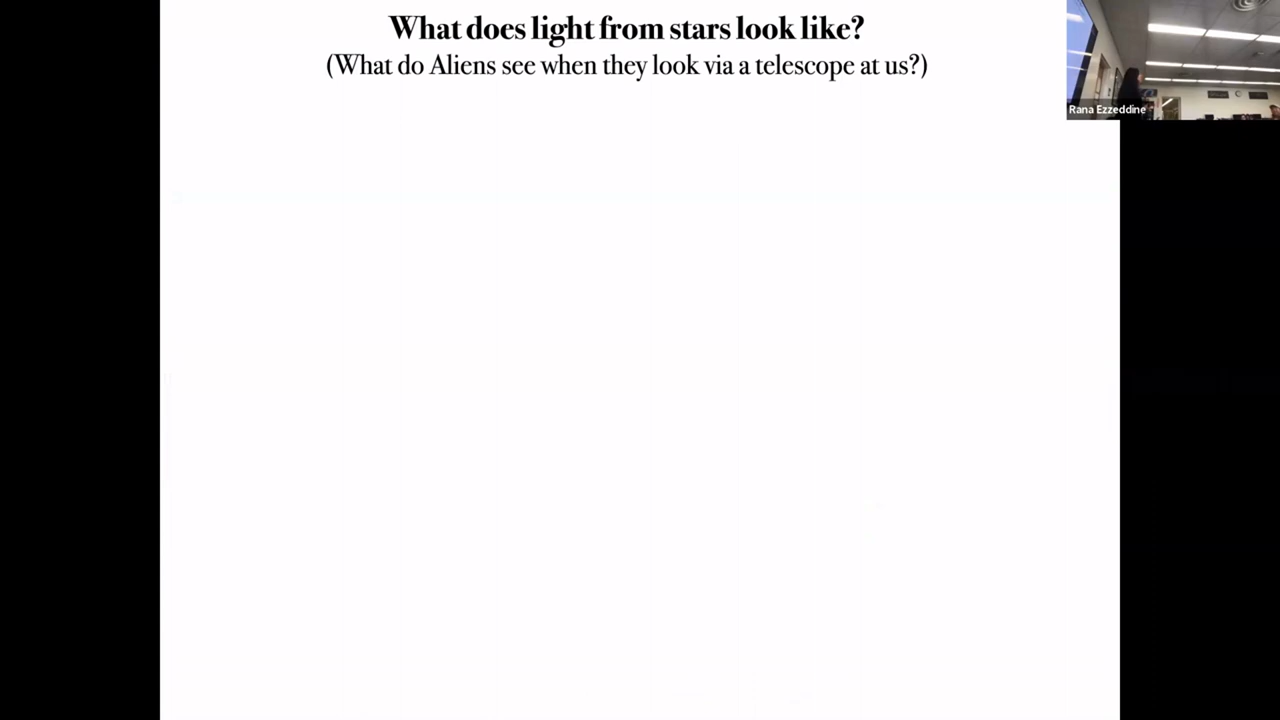 What does light from stars look like?
(What do Aliens see when they look via a telescope at us?)
Rana Ezzeddine